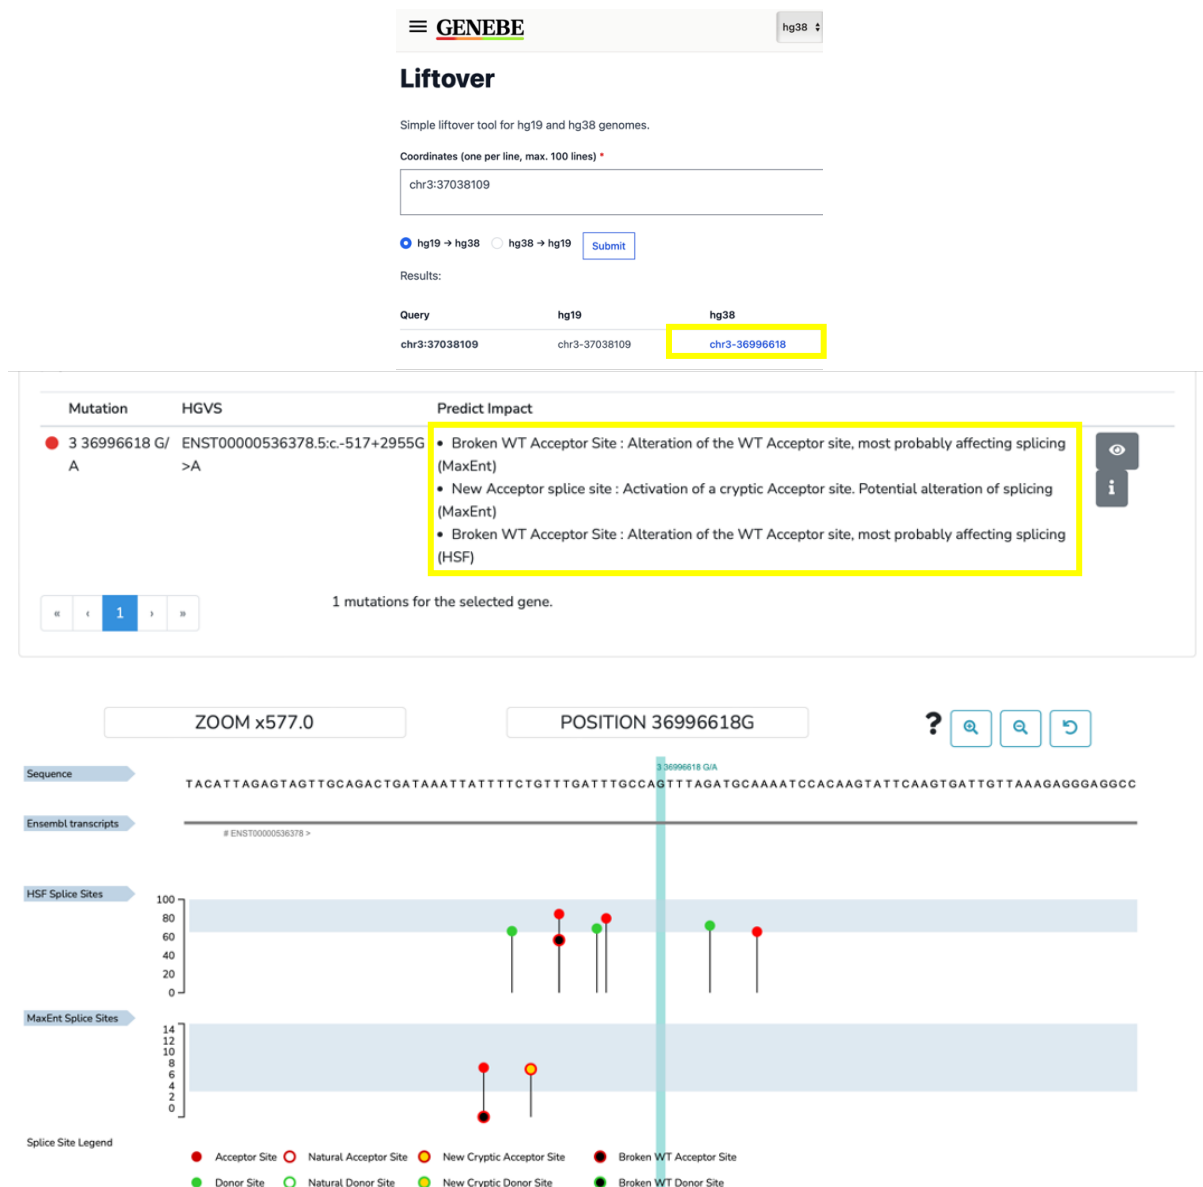 GENEBE
hg38
Liftover
Simple liftover tool for hg19 and hg38 genomes.
Coordinates (one per line, max. 100 lines) *
chr3:37038109
hg19 → hg38 hg38 → hg19 Submit
Results:
Query hg19 hg38
chr3:37038109 chr3-37038109 chr3-36996618
Mutation HGVS Predict Impact
3 36996618 G/ ENST00000536378.5:c.-517+2955G • Broken WT Acceptor Site : Alteration of the WT Acceptor site, most probably affecting splicing
A >A (MaxEnt)
• New Acceptor splice site : Activation of a cryptic Acceptor site. Potential alteration of splicing
(MaxEnt)
• Broken WT Acceptor Site : Alteration of the WT Acceptor site, most probably affecting splicing
(HSF)
i
« ‹ 1 › » 1 mutations for the selected gene.
ZOOM x577.0 POSITION 36996618G ?
3 36996618 G/A
Sequence TACATTAGAGTAGTTGCAGACTGATAAATTATTTTCTGTTTGATTTGCCAGTTTAGATGCAAAATCCACAAGTATTCAAGTGATTGTTAAAGAGGGAGGCC
Ensembl transcripts
# ENST00000536378 >
HSF Splice Sites
100
80
60
40
20
0
MaxEnt Splice Sites
14
12
10
8
6
4
2
0
Splice Site Legend
Acceptor Site Natural Acceptor Site New Cryptic Acceptor Site Broken WT Acceptor Site
Donor Site Natural Donor Site New Cryptic Donor Site Broken WT Donor Site